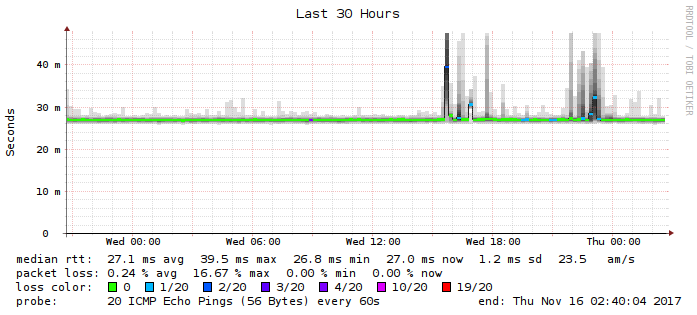 Last 30 Hours
RRDTOOL / TOBI OETIKER
Seconds
40 m
30 m
20 m
10 m
0
Wed 00:00 Wed 06:00 Wed 12:00 Wed 18:00 Thu 00:00
median rtt: 27.1 ms avg 39.5 ms max 26.8 ms min 27.0 ms now 1.2 ms sd 23.5 am/s
packet loss: 0.24 % avg 16.67 % max 0.00 % min 0.00 % now
loss color: 0 1/20 2/20 3/20 4/20 10/20 19/20
probe: 20 ICMP Echo Pings (56 Bytes) every 60s end: Thu Nov 16 02:40:04 2017